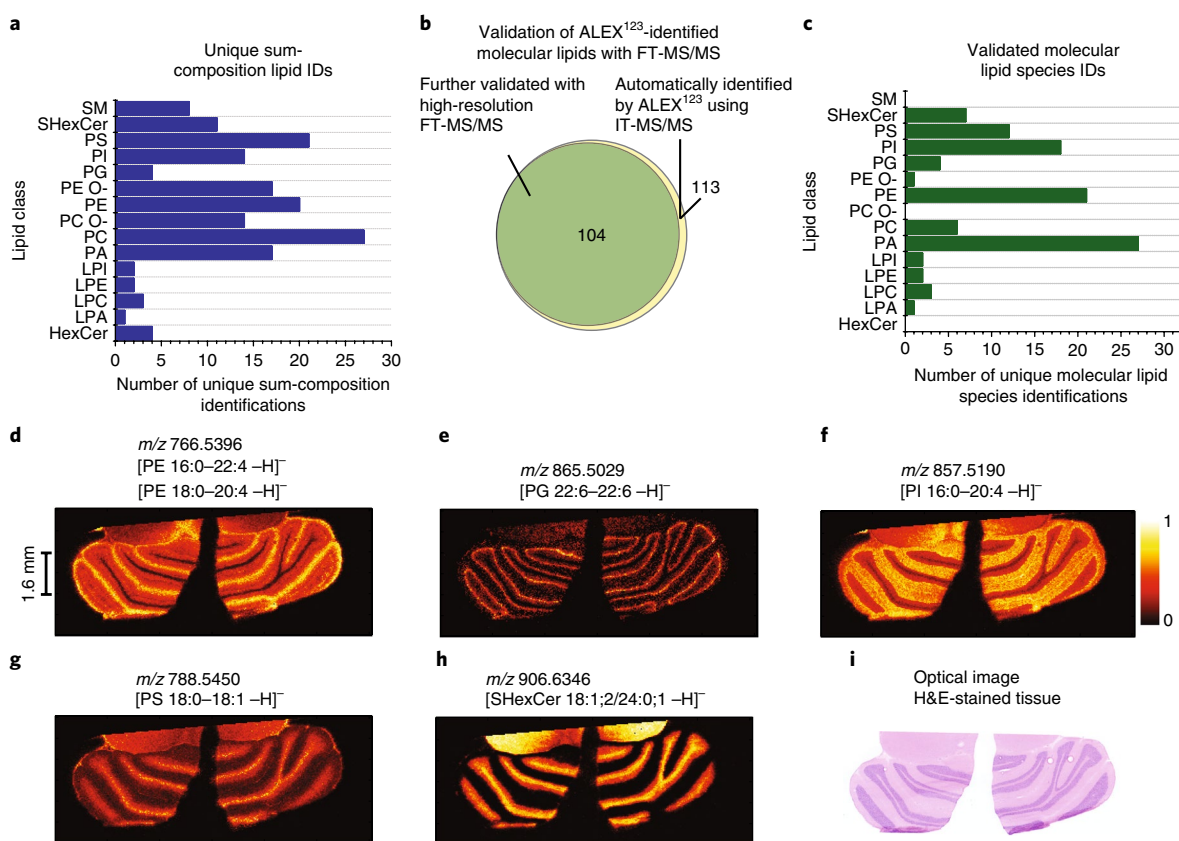 a
Unique sum-
composition lipid IDs
Lipid class
SM
SHexCer
PS
PI
PG
PE O-
PE
PC O-
PC
PA
LPI
LPE
LPC
LPA
HexCer
0 5 10 15 20 25 30
Number of unique sum-composition
identifications
b
Validation of ALEX¹²³-identified
molecular lipids with FT-MS/MS
Further validated with
high-resolution
FT-MS/MS
Automatically identified
by ALEX¹²³ using
IT-MS/MS
113
104
c
Validated molecular
lipid species IDs
Lipid class
SM
SHexCer
PS
PI
PG
PE O-
PE
PC O-
PC
PA
LPI
LPE
LPC
LPA
HexCer
0 5 10 15 20 25 30
Number of unique molecular lipid
species identifications
d
m/z 766.5396
[PE 16:0–22:4 –H]⁻
[PE 18:0–20:4 –H]⁻
1.6 mm
e
m/z 865.5029
[PG 22:6–22:6 –H]⁻
f
m/z 857.5190
[PI 16:0–20:4 –H]⁻
1
0
g
m/z 788.5450
[PS 18:0–18:1 –H]⁻
h
m/z 906.6346
[SHexCer 18:1;2/24:0;1 –H]⁻
i
Optical image
H&E-stained tissue